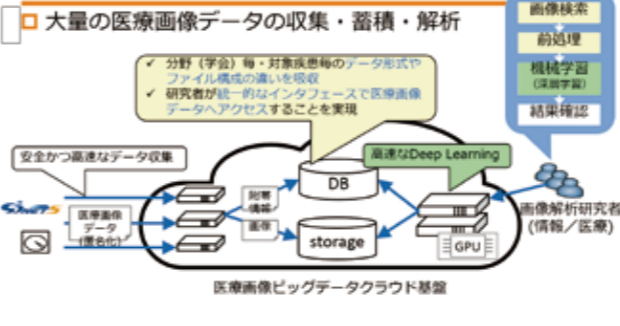 大量の医療画像データの収集・蓄積・解析
画像検索
前処理
機械学習
(深層学習)
結果確認
✓ 分野(学会)毎・対象疾患毎のデータ形式や
ファイル構成の違いを吸収
✓ 研究者が統一的なインタフェースで医療画像
データへアクセスすることを実現
安全かつ高速なデータ収集
高速なDeep Learning
SINET5
医療画像
データ
(匿名化)
附帯
情報
画像
DB
storage
GPU
画像解析研究者
(情報/医療)
医療画像ビッグデータクラウド基盤